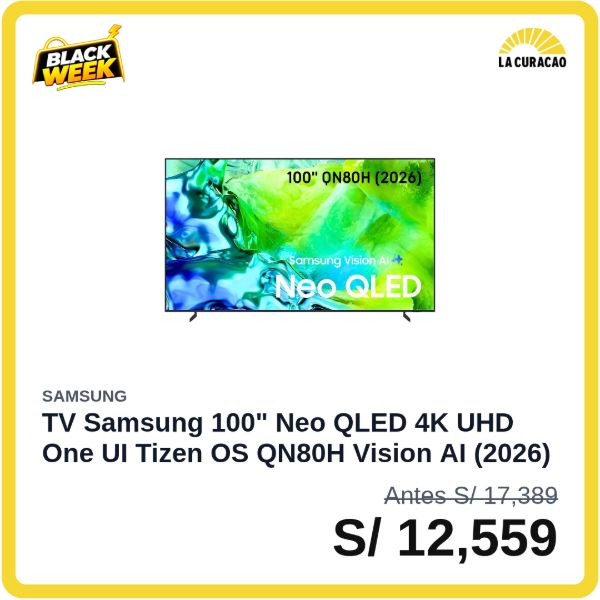 BLACK
WEEK
LA CURACAO
100" QN80H (2026)
Samsung Vision AI
Neo QLED
SAMSUNG
TV Samsung 100" Neo QLED 4K UHD
One UI Tizen OS QN80H Vision AI (2026)
Antes S/ 17,389
S/ 12,559